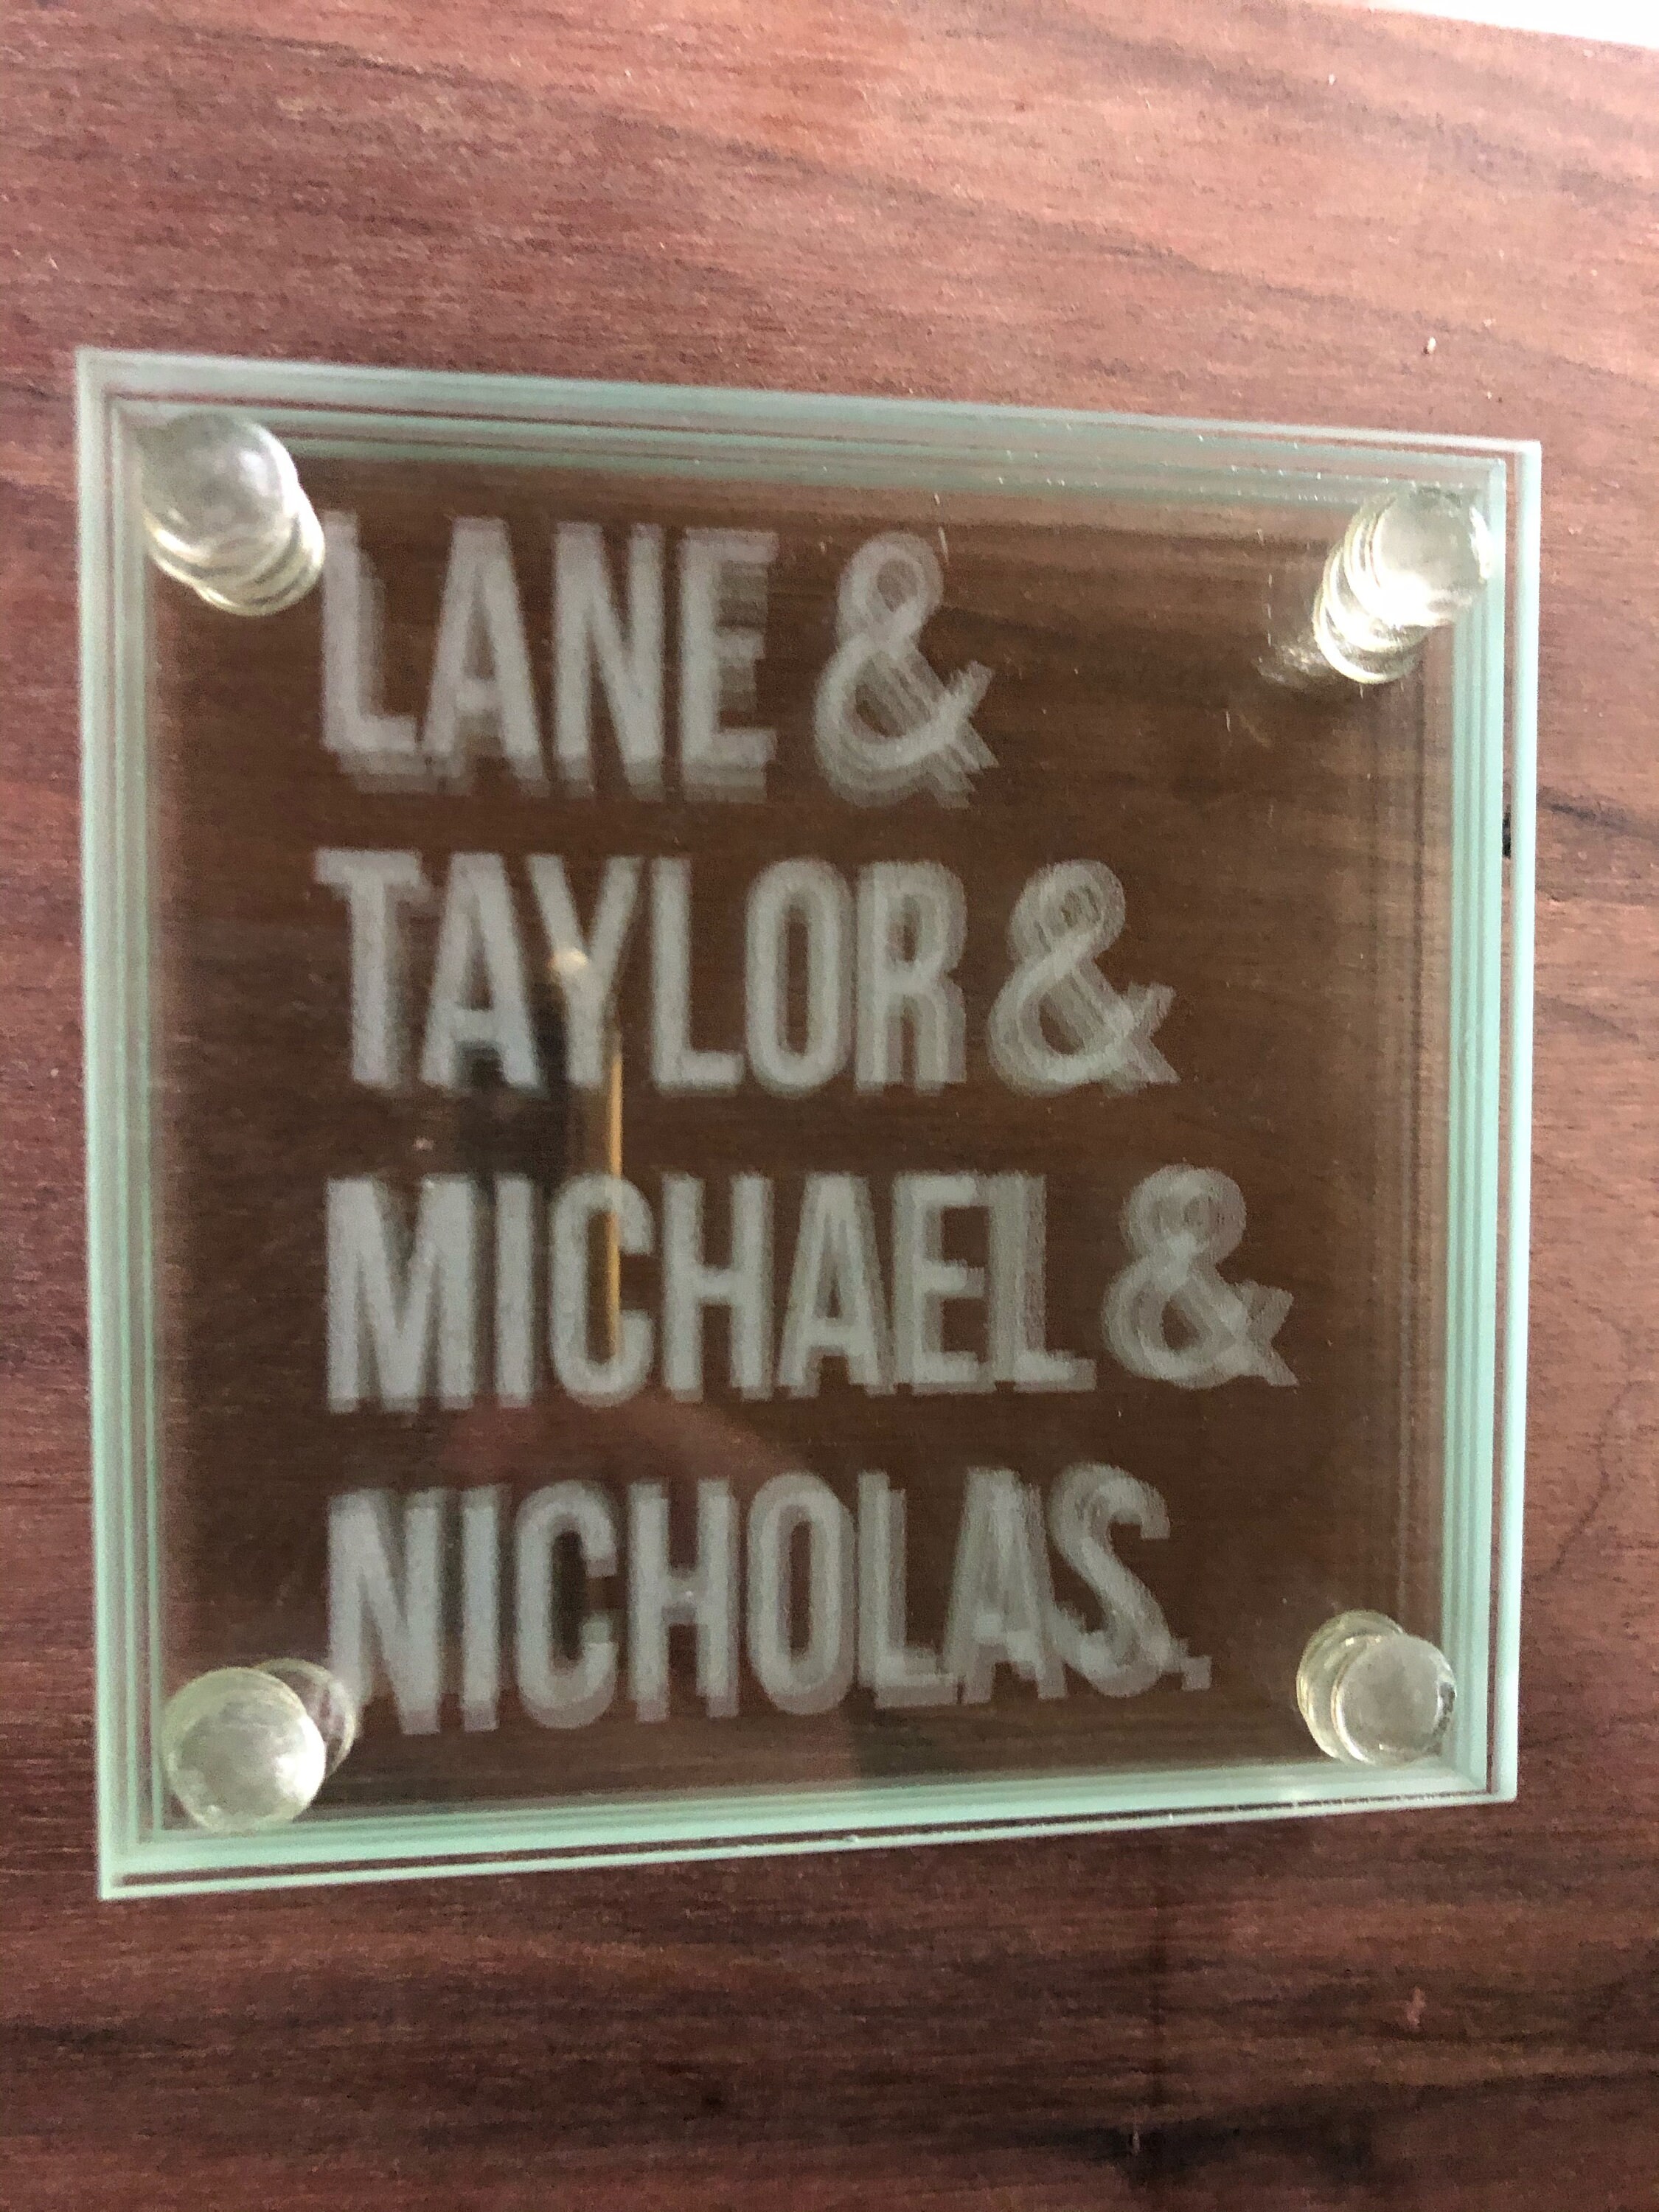 LANE &
TAYLOR &
MICHAEL &
NICHOLAS.